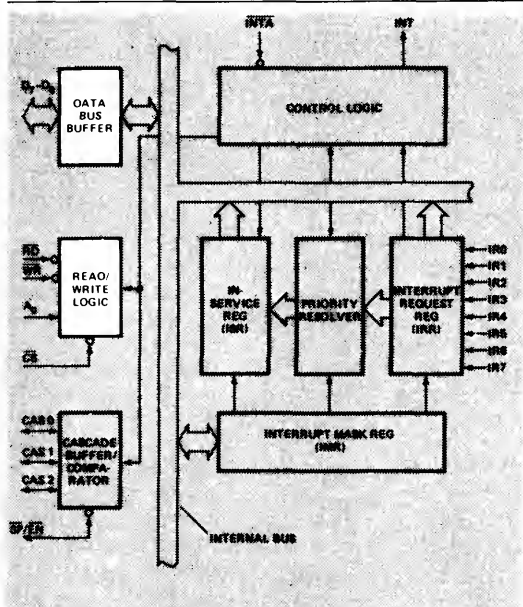 INTA
INT
D7-D0
DATA
BUS
BUFFER
CONTROL LOGIC
RD
WR
A0
CS
READ/
WRITE
LOGIC
IN-
SERVICE
REG
(ISR)
PRIORITY
RESOLVER
INTERRUPT
REQUEST
REG
(IRR)
IR0
IR1
IR2
IR3
IR4
IR5
IR6
IR7
CAS 0
CAS 1
CAS 2
CASCADE
BUFFER/
COMPA-
RATOR
INTERRUPT MASK REG
(IMR)
SP/EN
INTERNAL BUS